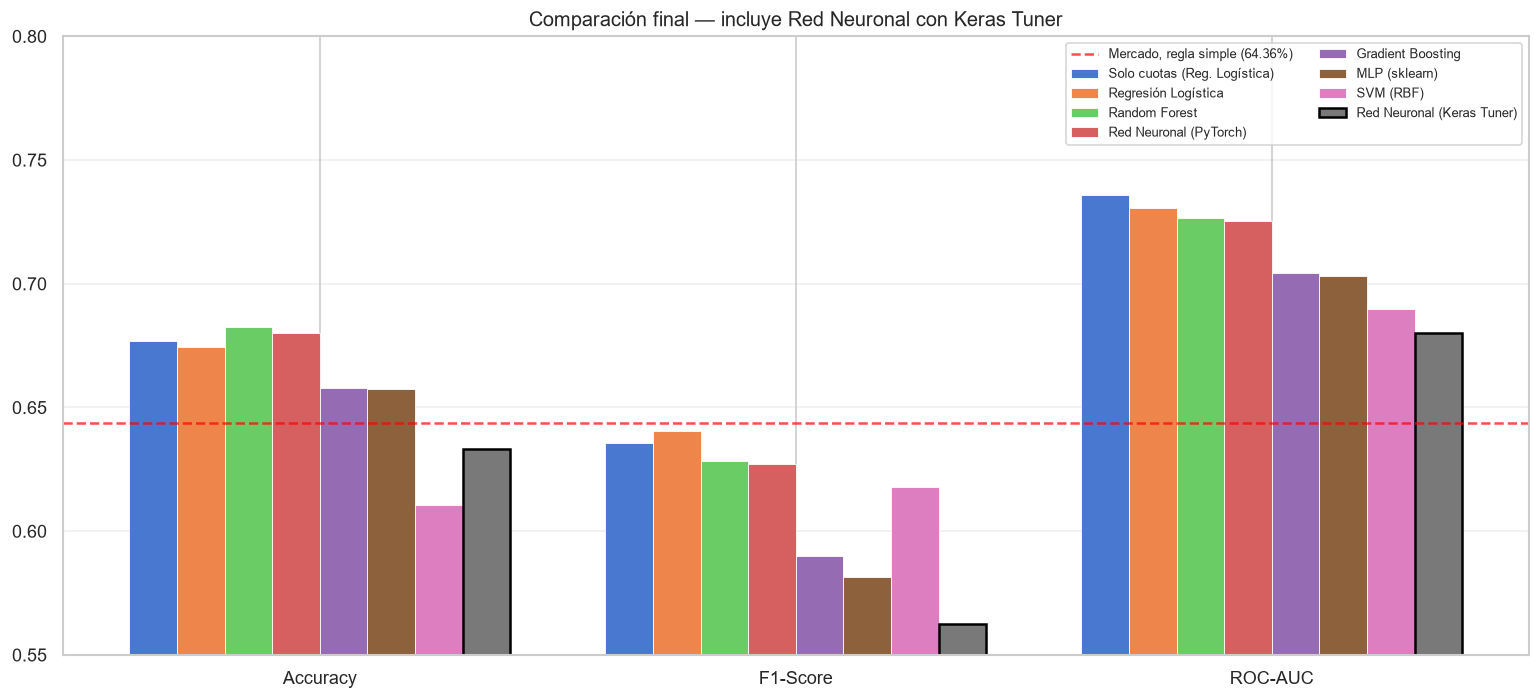 Comparación final — incluye Red Neuronal con Keras Tuner
0.80
0.75
0.70
0.65
0.60
0.55
Mercado, regla simple (64.36%)
Solo cuotas (Reg. Logística)
Regresión Logística
Random Forest
Red Neuronal (PyTorch)
Gradient Boosting
MLP (sklearn)
SVM (RBF)
Red Neuronal (Keras Tuner)
Accuracy
F1-Score
ROC-AUC